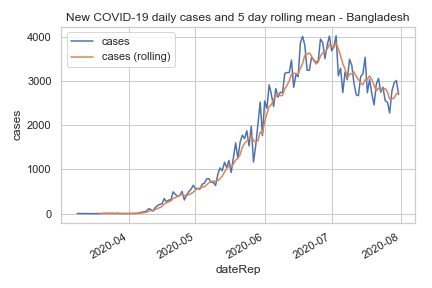 New COVID-19 daily cases and 5 day rolling mean - Bangladesh
cases
cases (rolling)
4000
3000
2000
1000
0
cases
2020-04
2020-05
2020-06
2020-07
2020-08
dateRep